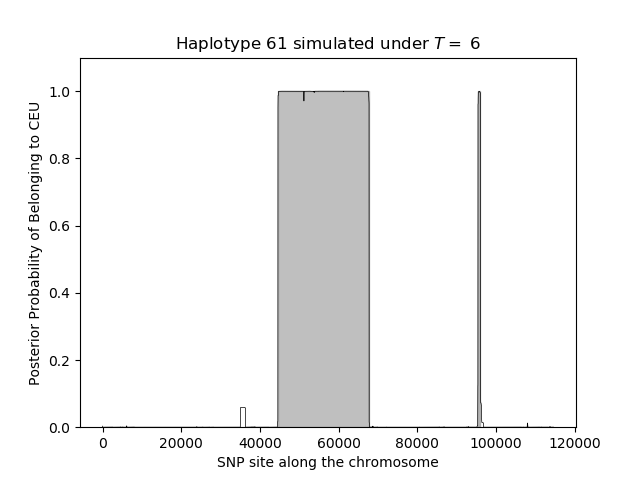 Haplotype 61 simulated under T = 6
Posterior Probability of Belonging to CEU
1.0
0.8
0.6
0.4
0.2
0.0
0 20000 40000 60000 80000 100000 120000
SNP site along the chromosome